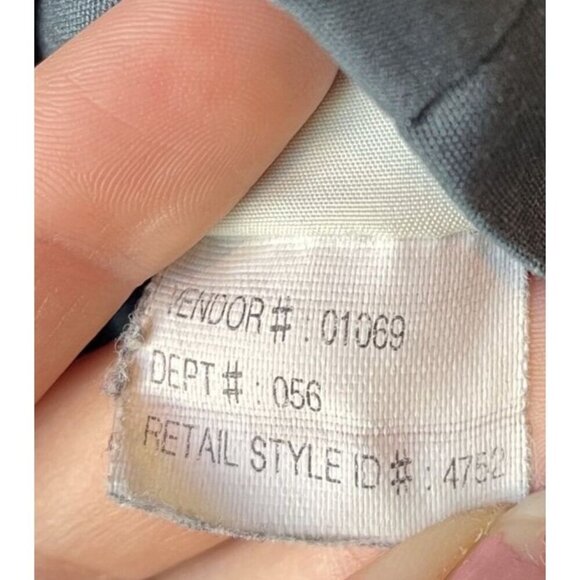 VENDOR # : 01069
DEPT # : 056
RETAIL STYLE ID # : 4752